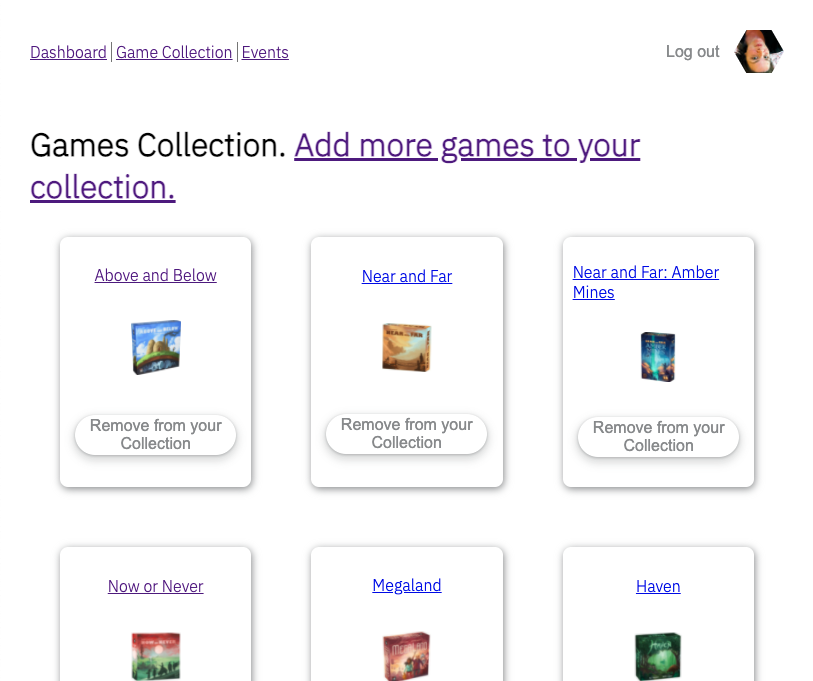 Dashboard Game Collection Events
Log out
Games Collection. Add more games to your
collection.
Above and Below
Near and Far
Near and Far: Amber
Mines
Remove from your
Collection
Remove from your
Collection
Remove from your
Collection
Now or Never
Megaland
Haven